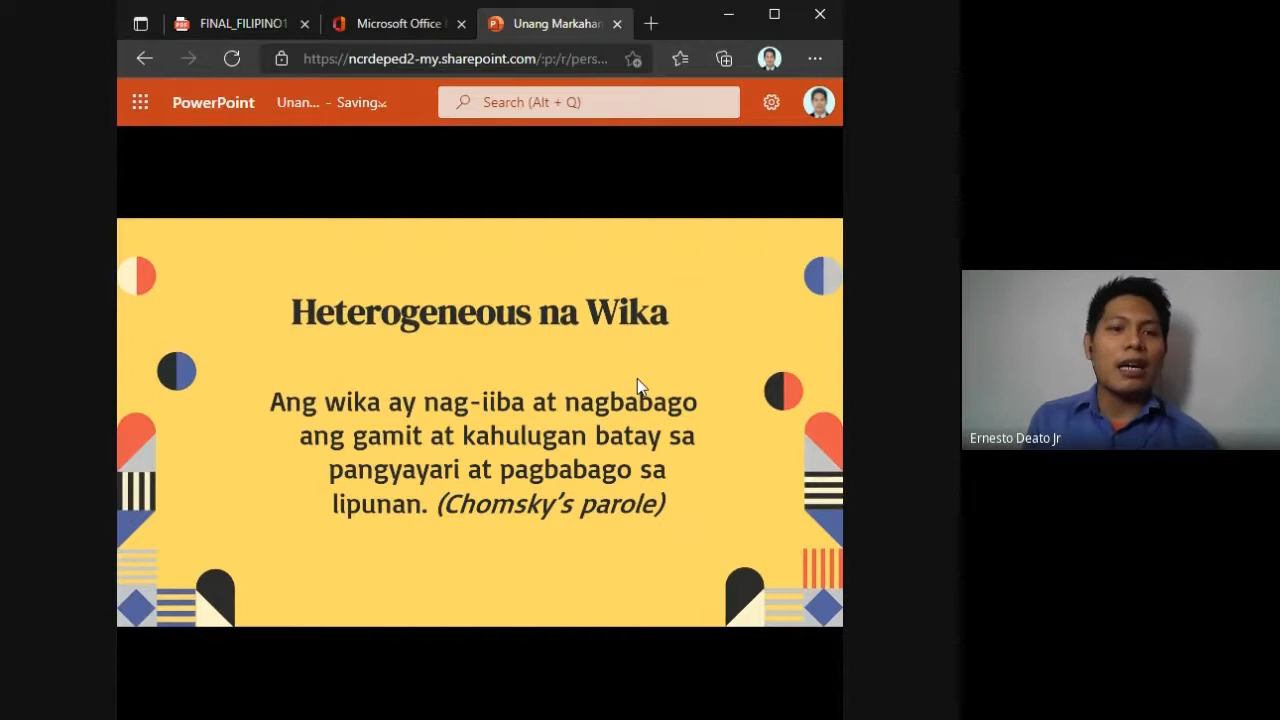 FINAL_FILIPINO1
Microsoft Office
Unang Markahan
https://ncrdeped2-my.sharepoint.com/:p:/r/pers...
PowerPoint
Unan... - Saving
Search (Alt + Q)
Heterogeneous na Wika
Ang wika ay nag-iiba at nagbabago
ang gamit at kahulugan batay sa
pangyayari at pagbabago sa
lipunan. (Chomsky’s parole)
Ernesto Deato Jr